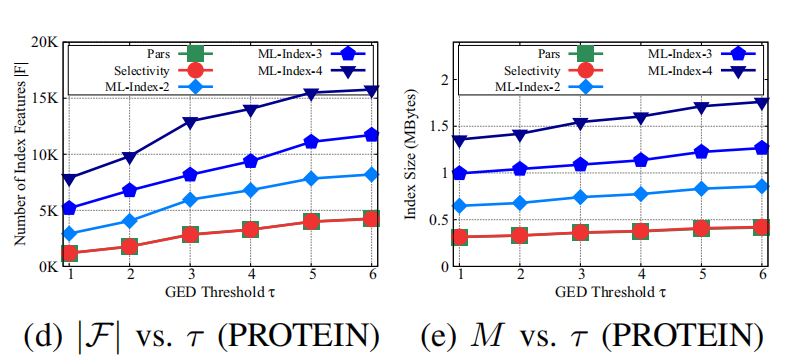 20K
15K
10K
5K
0K
Number of Index Features |F|
Pars
Selectivity
ML-Index-2
ML-Index-3
ML-Index-4
1 2 3 4 5 6
GED Threshold τ
(d) |ℱ| vs. τ (PROTEIN)
2
1.5
1
0.5
0
Index Size (MBytes)
Pars
Selectivity
ML-Index-2
ML-Index-3
ML-Index-4
1 2 3 4 5 6
GED Threshold τ
(e) M vs. τ (PROTEIN)